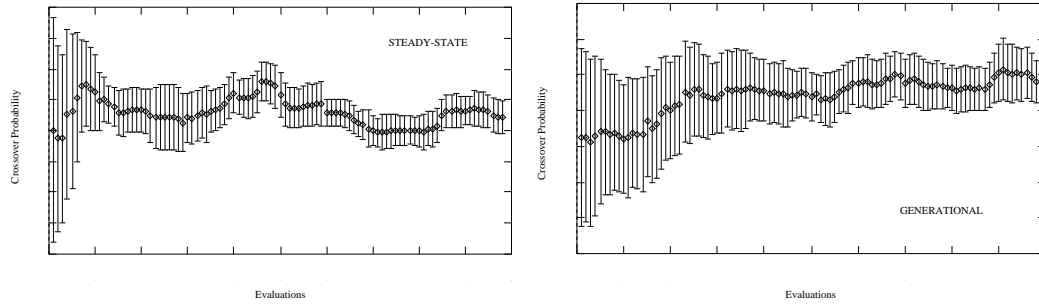 STEADY-STATE
Crossover Probability
Evaluations
GENERATIONAL
Crossover Probability
Evaluations